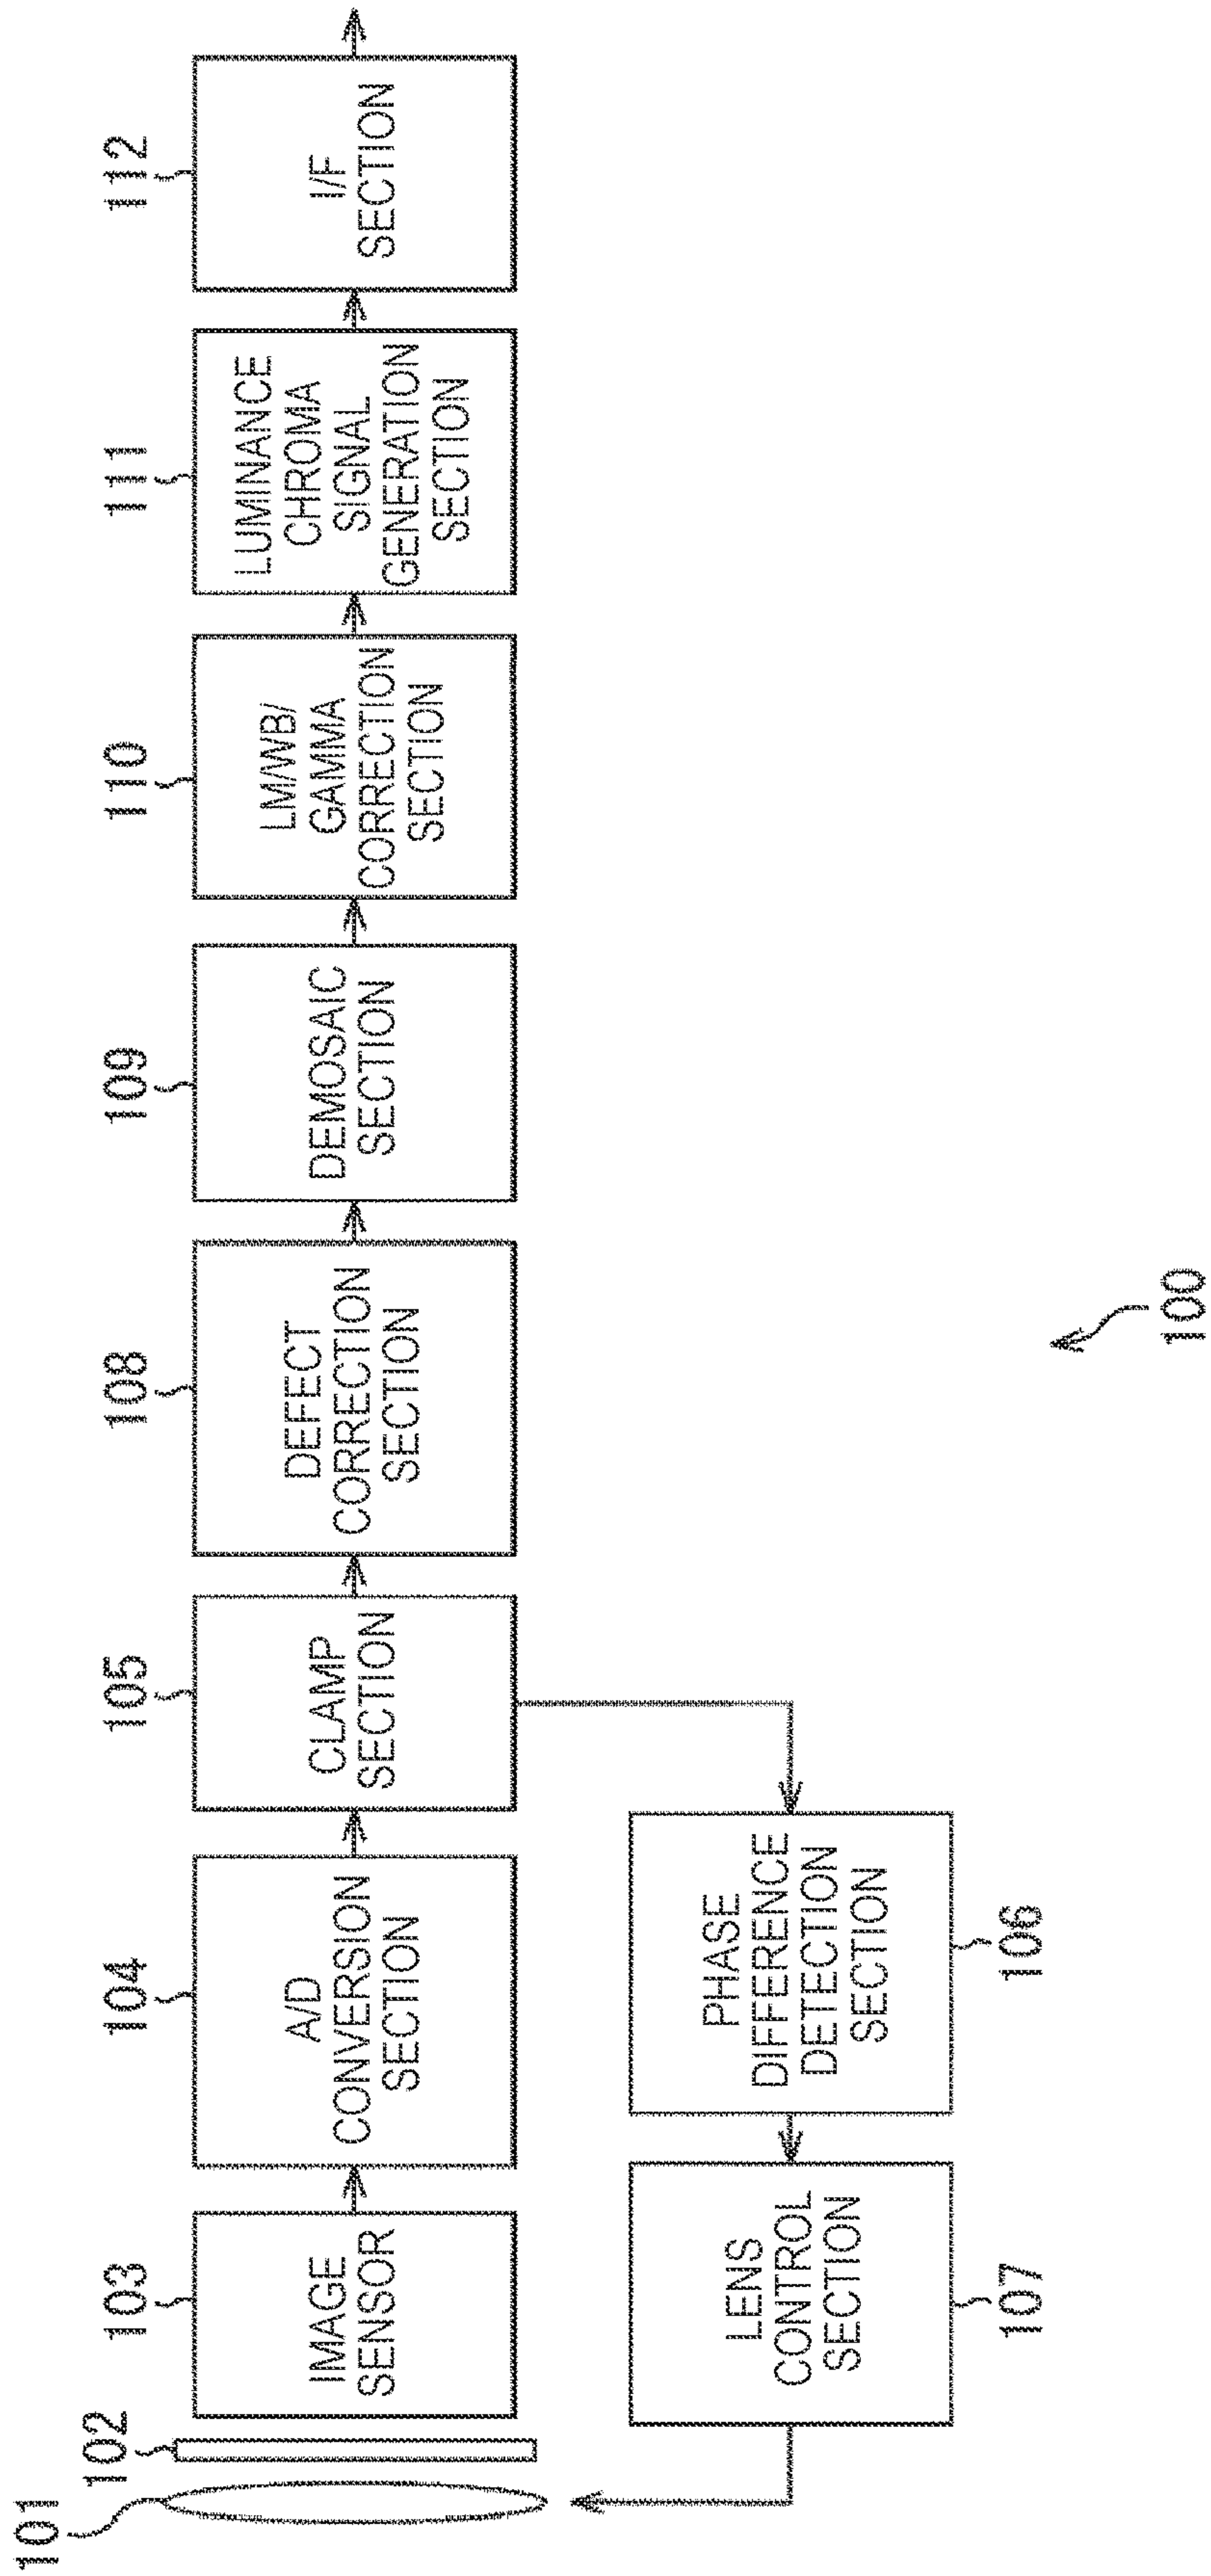 101
102
103
IMAGE
SENSOR
104
A/D
CONVERSION
SECTION
105
CLAMP
SECTION
108
DEFECT
CORRECTION
SECTION
109
DEMOSAIC
SECTION
110
LM/WB/
GAMMA
CORRECTION
SECTION
111
LUMINANCE
CHROMA
SIGNAL
GENERATION
SECTION
112
I/F
SECTION
LENS
CONTROL
SECTION
107
PHASE
DIFFERENCE
DETECTION
SECTION
106
100